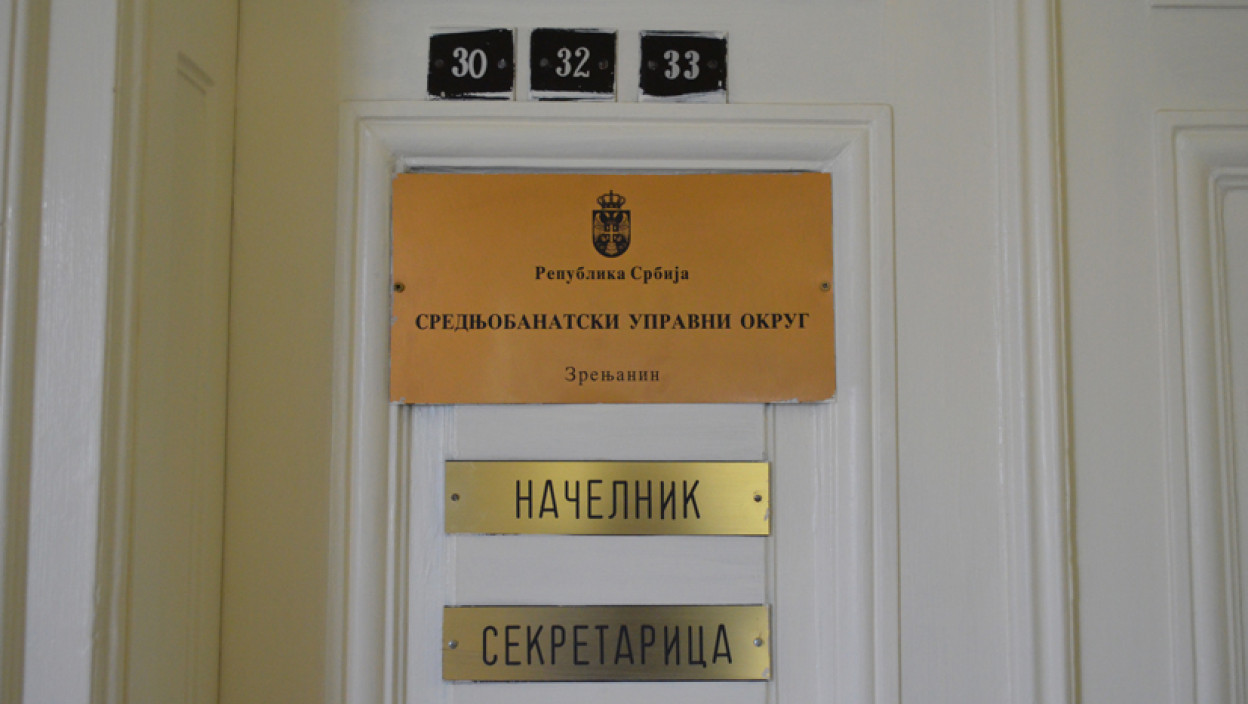 30 32 33
Република Србија
СРЕДЊОБАНАТСКИ УПРАВНИ ОКРУГ
Зрењанин
НАЧЕЛНИК
СЕКРЕТАРИЦА